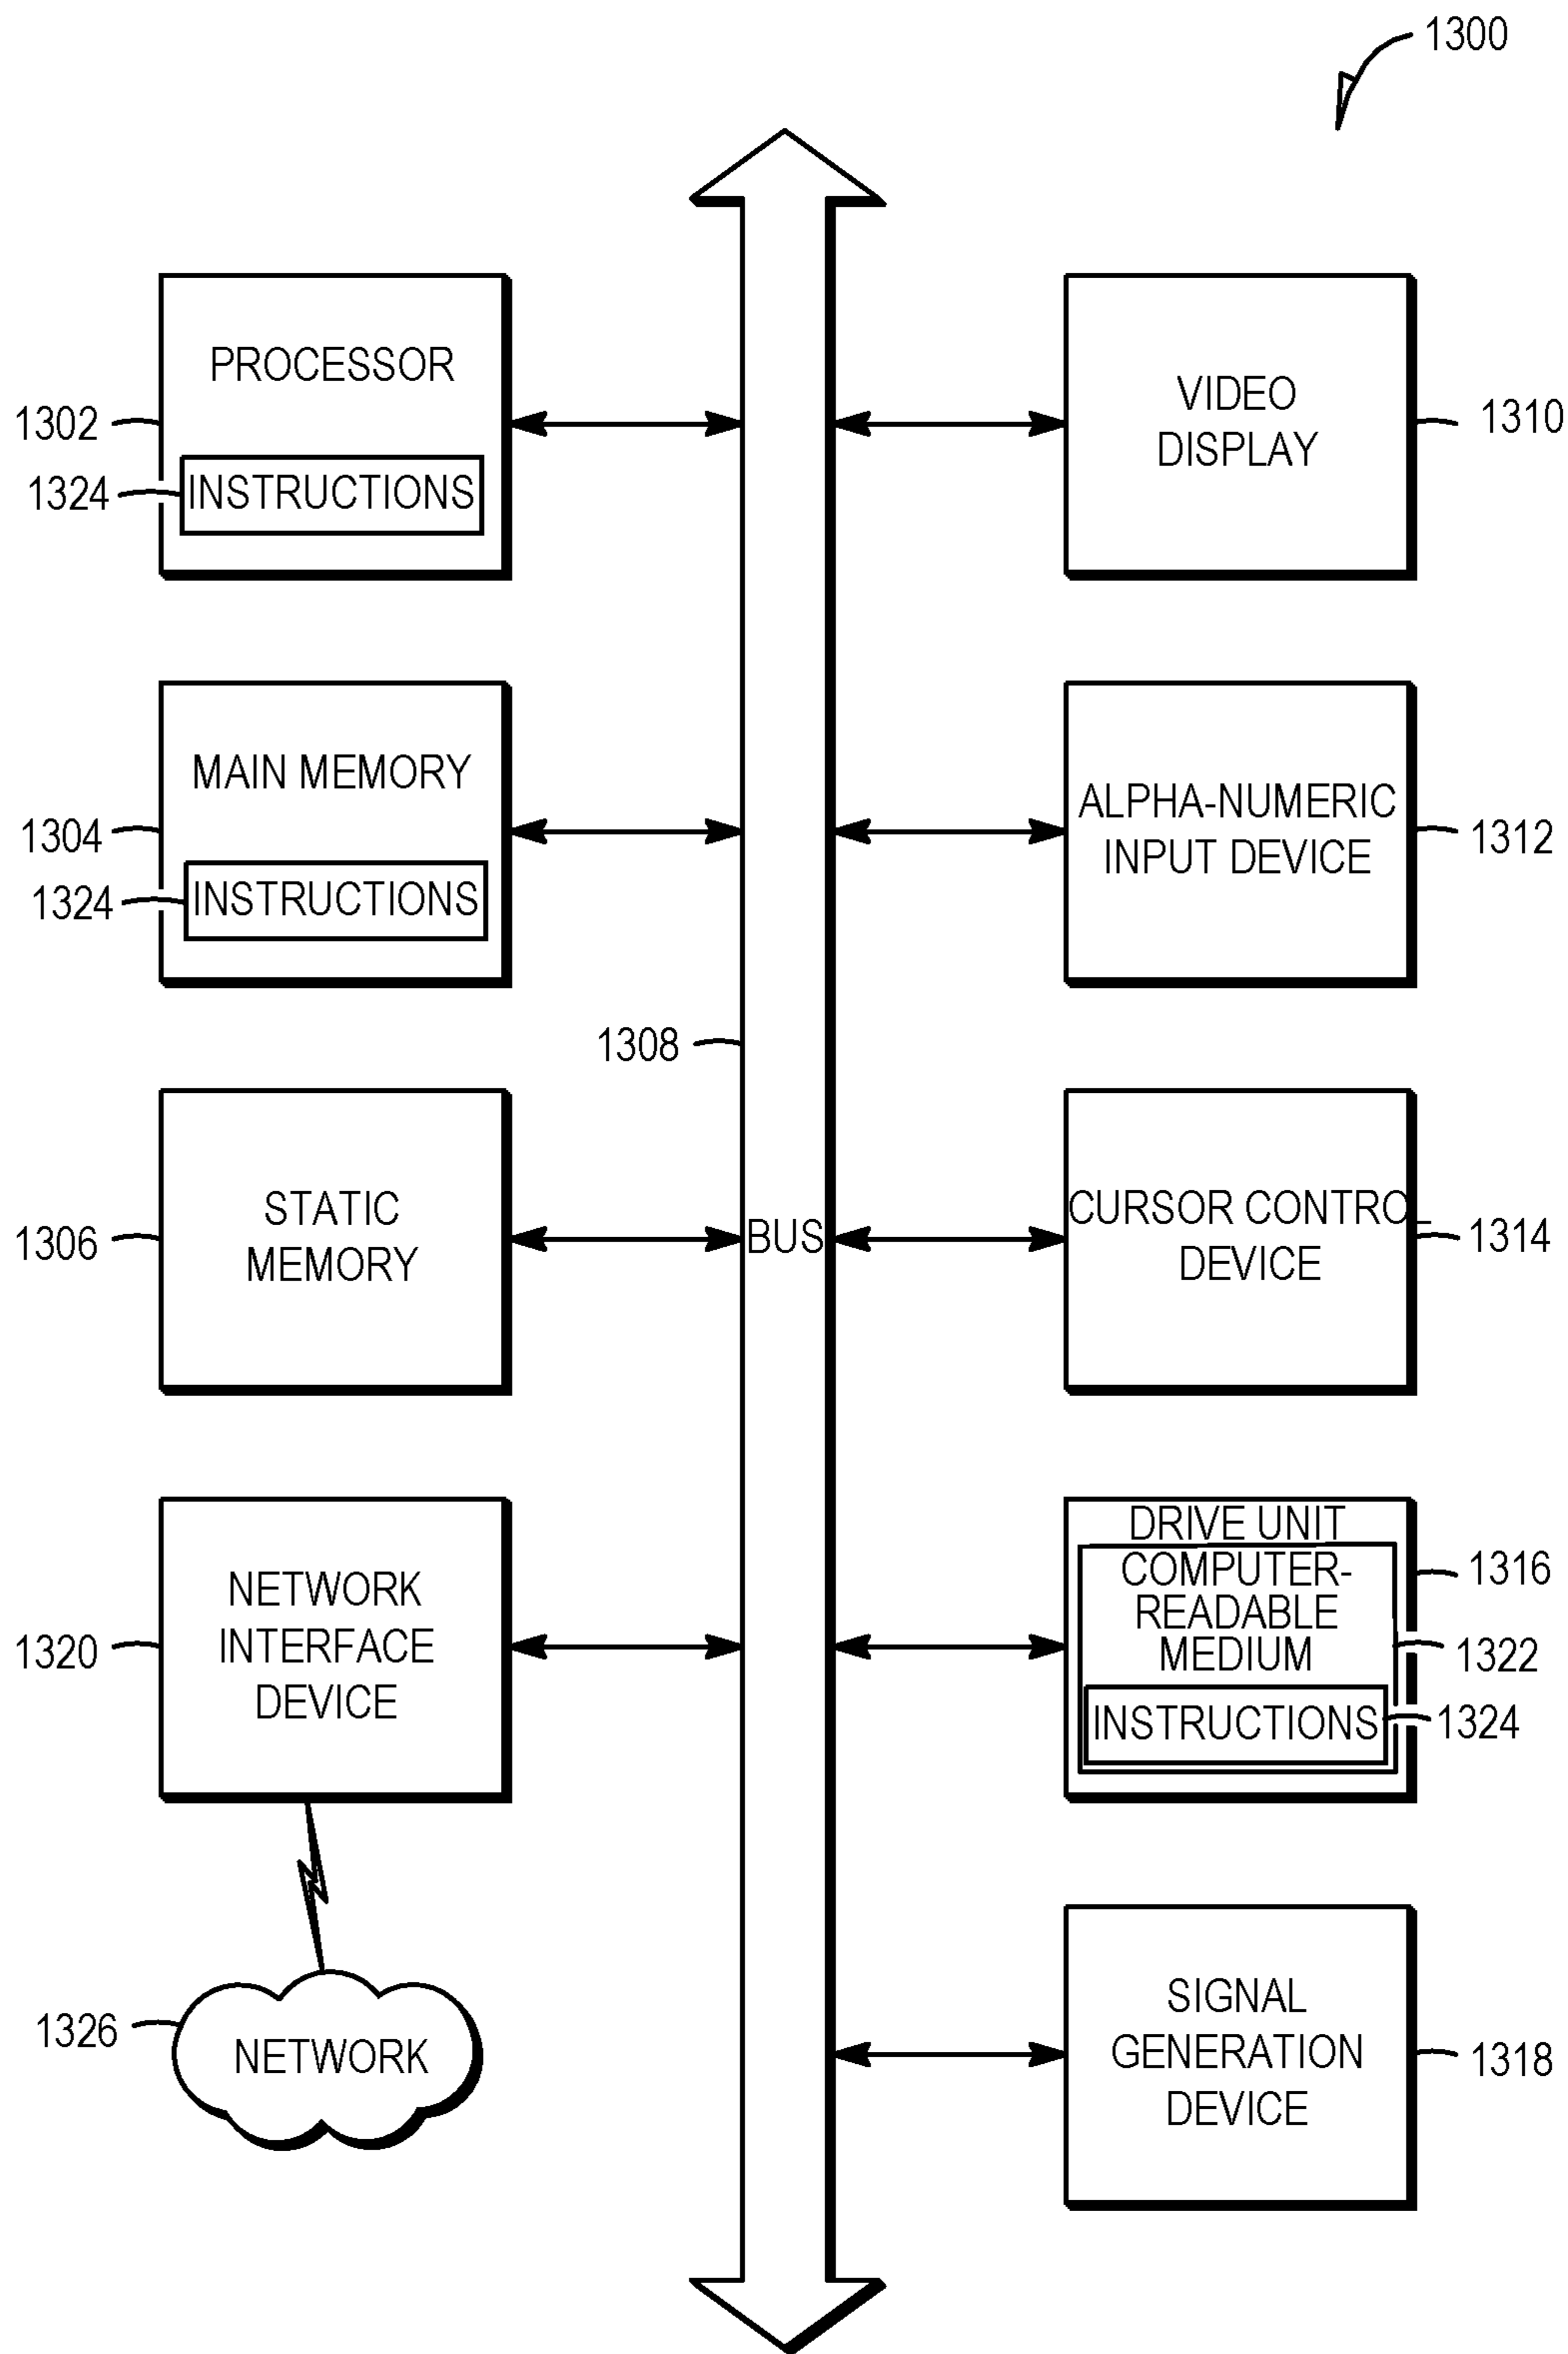 1300
PROCESSOR
1302
1324
INSTRUCTIONS
VIDEO
DISPLAY
1310
MAIN MEMORY
1304
1324
INSTRUCTIONS
ALPHA-NUMERIC
INPUT DEVICE
1312
1308
STATIC
MEMORY
1306
BUS
CURSOR CONTROL
DEVICE
1314
NETWORK
INTERFACE
DEVICE
1320
DRIVE UNIT
COMPUTER-
READABLE
MEDIUM
INSTRUCTIONS
1316
1322
1324
1326
NETWORK
SIGNAL
GENERATION
DEVICE
1318